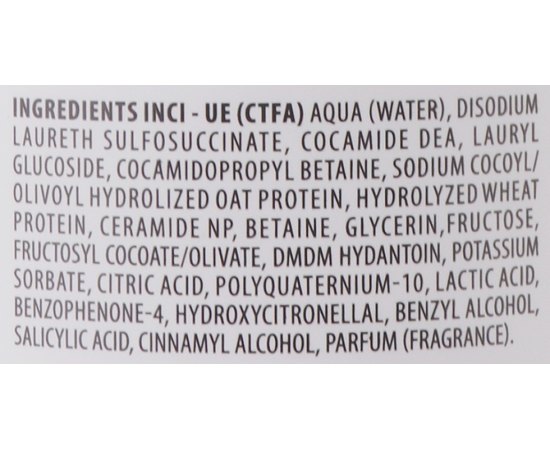 INGREDIENTS INCI - UE (CTFA) AQUA (WATER), DISODIUM
LAURETH SULFOSUCCINATE, COCAMIDE DEA, LAURYL
GLUCOSIDE, COCAMIDOPROPYL BETAINE, SODIUM COCOYL/
OLIVOYL HYDROLIZED OAT PROTEIN, HYDROLYZED WHEAT
PROTEIN, CERAMIDE NP, BETAINE, GLYCERIN,FRUCTOSE,
FRUCTOSYL COCOATE/OLIVATE, DMDM HYDANTOIN, POTASSIUM
SORBATE, CITRIC ACID, POLYQUATERNIUM-10, LACTIC ACID,
BENZOPHENONE-4, HYDROXYCITRONELLAL, BENZYL ALCOHOL,
SALICYLIC ACID, CINNAMYL ALCOHOL, PARFUM (FRAGRANCE).